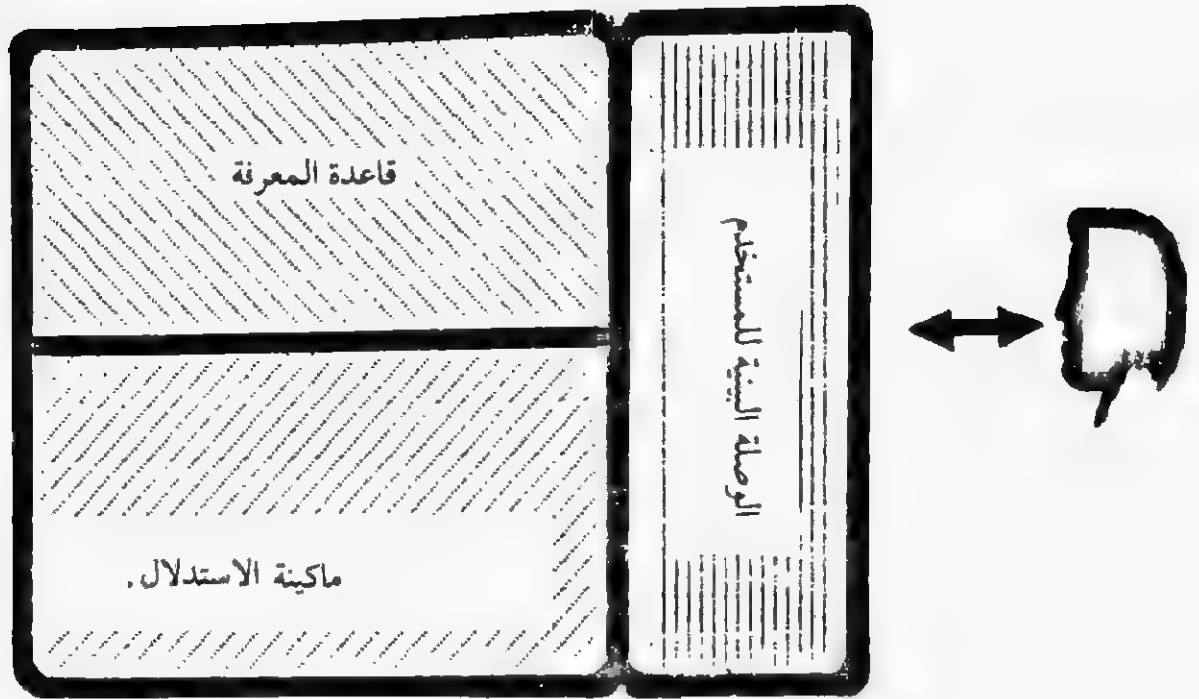 قاعدة المعرفة
الوصلة البينية للمستخدم
ماكينة الاستدلال.